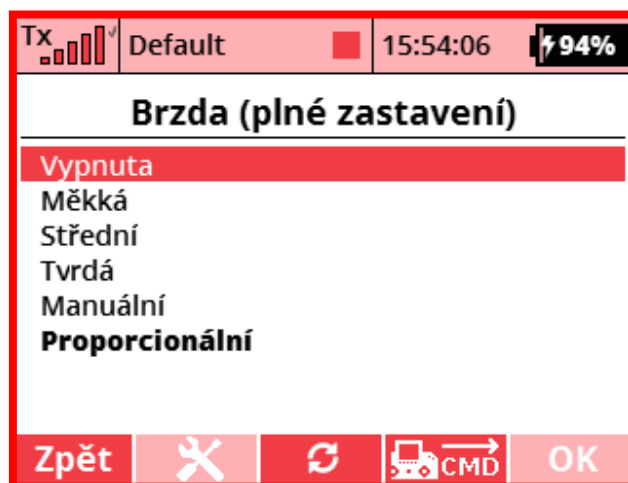 Tx Default 15:54:06 94%
Brzda (plné zastavení)
Vypnuta
Měkká
Střední
Tvrdá
Manuální
Proporcionální
Zpět CMD OK